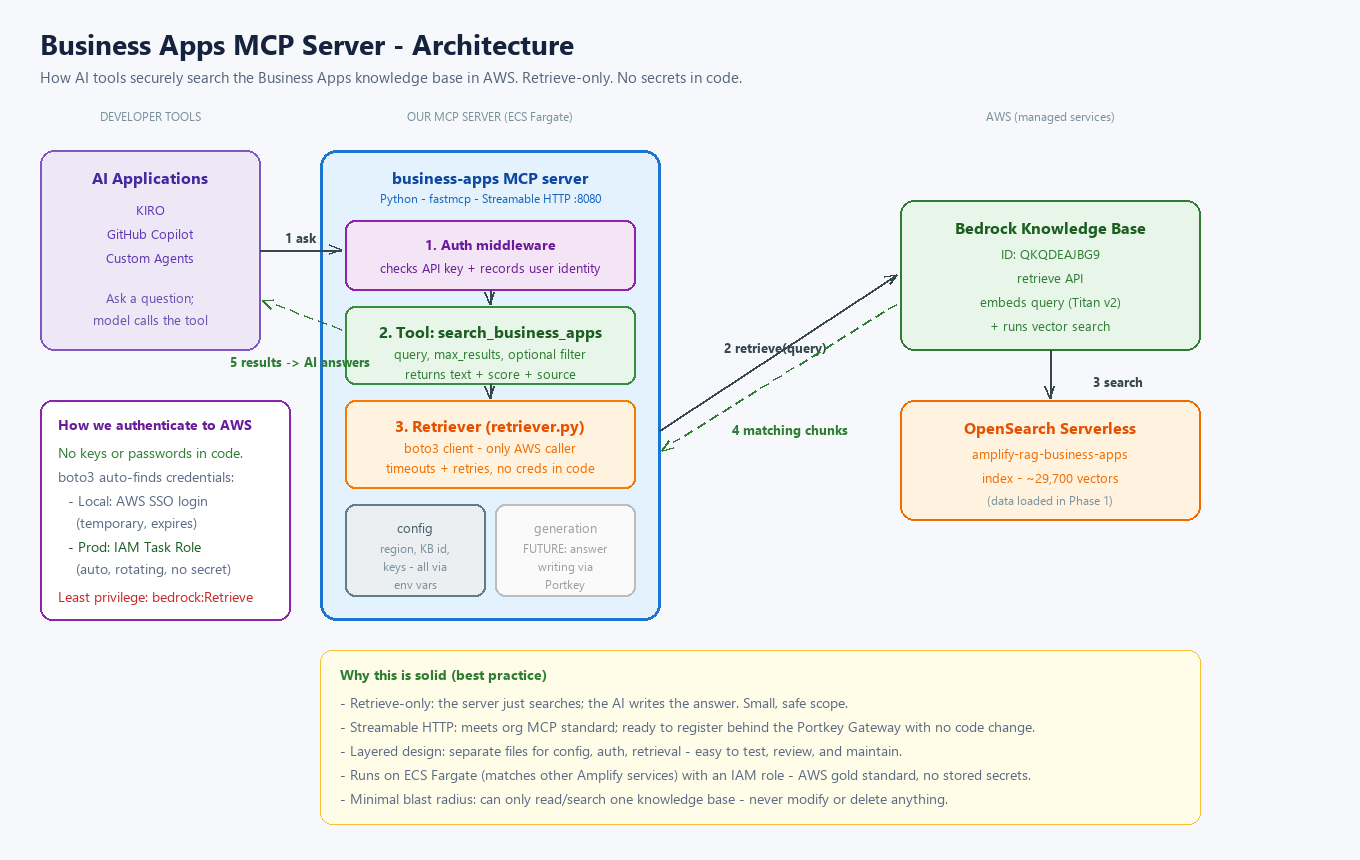 Business Apps MCP Server - Architecture
How AI tools securely search the Business Apps knowledge base in AWS. Retrieve-only. No secrets in code.
DEVELOPER TOOLS
OUR MCP SERVER (ECS Fargate)
AWS (managed services)
AI Applications
KIRO
GitHub Copilot
Custom Agents
Ask a question;
model calls the tool
1 ask
5 results -> AI answers
business-apps MCP server
Python - fastmcp - Streamable HTTP :8080
1. Auth middleware
checks API key + records user identity
2. Tool: search_business_apps
query, max_results, optional filter
returns text + score + source
3. Retriever (retriever.py)
boto3 client - only AWS caller
timeouts + retries, no creds in code
config
region, KB id,
keys - all via
env vars
generation
FUTURE: answer
writing via
Portkey
2 retrieve(query)
4 matching chunks
Bedrock Knowledge Base
ID: QKQDEAJBG9
retrieve API
embeds query (Titan v2)
+ runs vector search
3 search
OpenSearch Serverless
amplify-rag-business-apps
index - ~29,700 vectors
(data loaded in Phase 1)
How we authenticate to AWS
No keys or passwords in code.
boto3 auto-finds credentials:
- Local: AWS SSO login
(temporary, expires)
- Prod: IAM Task Role
(auto, rotating, no secret)
Least privilege: bedrock:Retrieve
Why this is solid (best practice)
- Retrieve-only: the server just searches; the AI writes the answer. Small, safe scope.
- Streamable HTTP: meets org MCP standard; ready to register behind the Portkey Gateway with no code change.
- Layered design: separate files for config, auth, retrieval - easy to test, review, and maintain.
- Runs on ECS Fargate (matches other Amplify services) with an IAM role - AWS gold standard, no stored secrets.
- Minimal blast radius: can only read/search one knowledge base - never modify or delete anything.